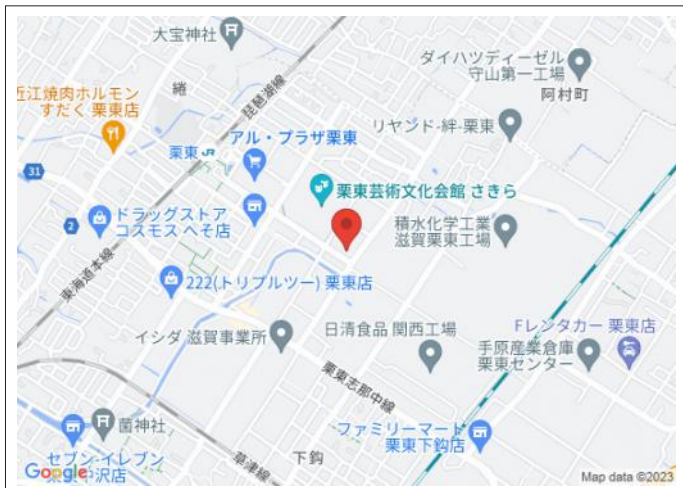 大宝神社
ダイハツディーゼル
守山第一工場
阿村町
近江焼肉ホルモン
すだく 栗東店
綣
琵琶湖線
リヤンド-絆-栗東
アル・プラザ栗東
栗東 JR
31
栗東芸術文化会館 さきら
2
ドラッグストア
コスモス へそ店
積水化学工業
滋賀栗東工場
東海道本線
222(トリプルツー) 栗東店
イシダ 滋賀事業所
日清食品 関西工場
Fレンタカー 栗東店
手原産業倉庫
栗東センター
栗東志那中線
菌神社
ファミリーマート
栗東下鈎店
セブン-イレブン
沢店
草津線
下鈎
Google
Map data ©2023